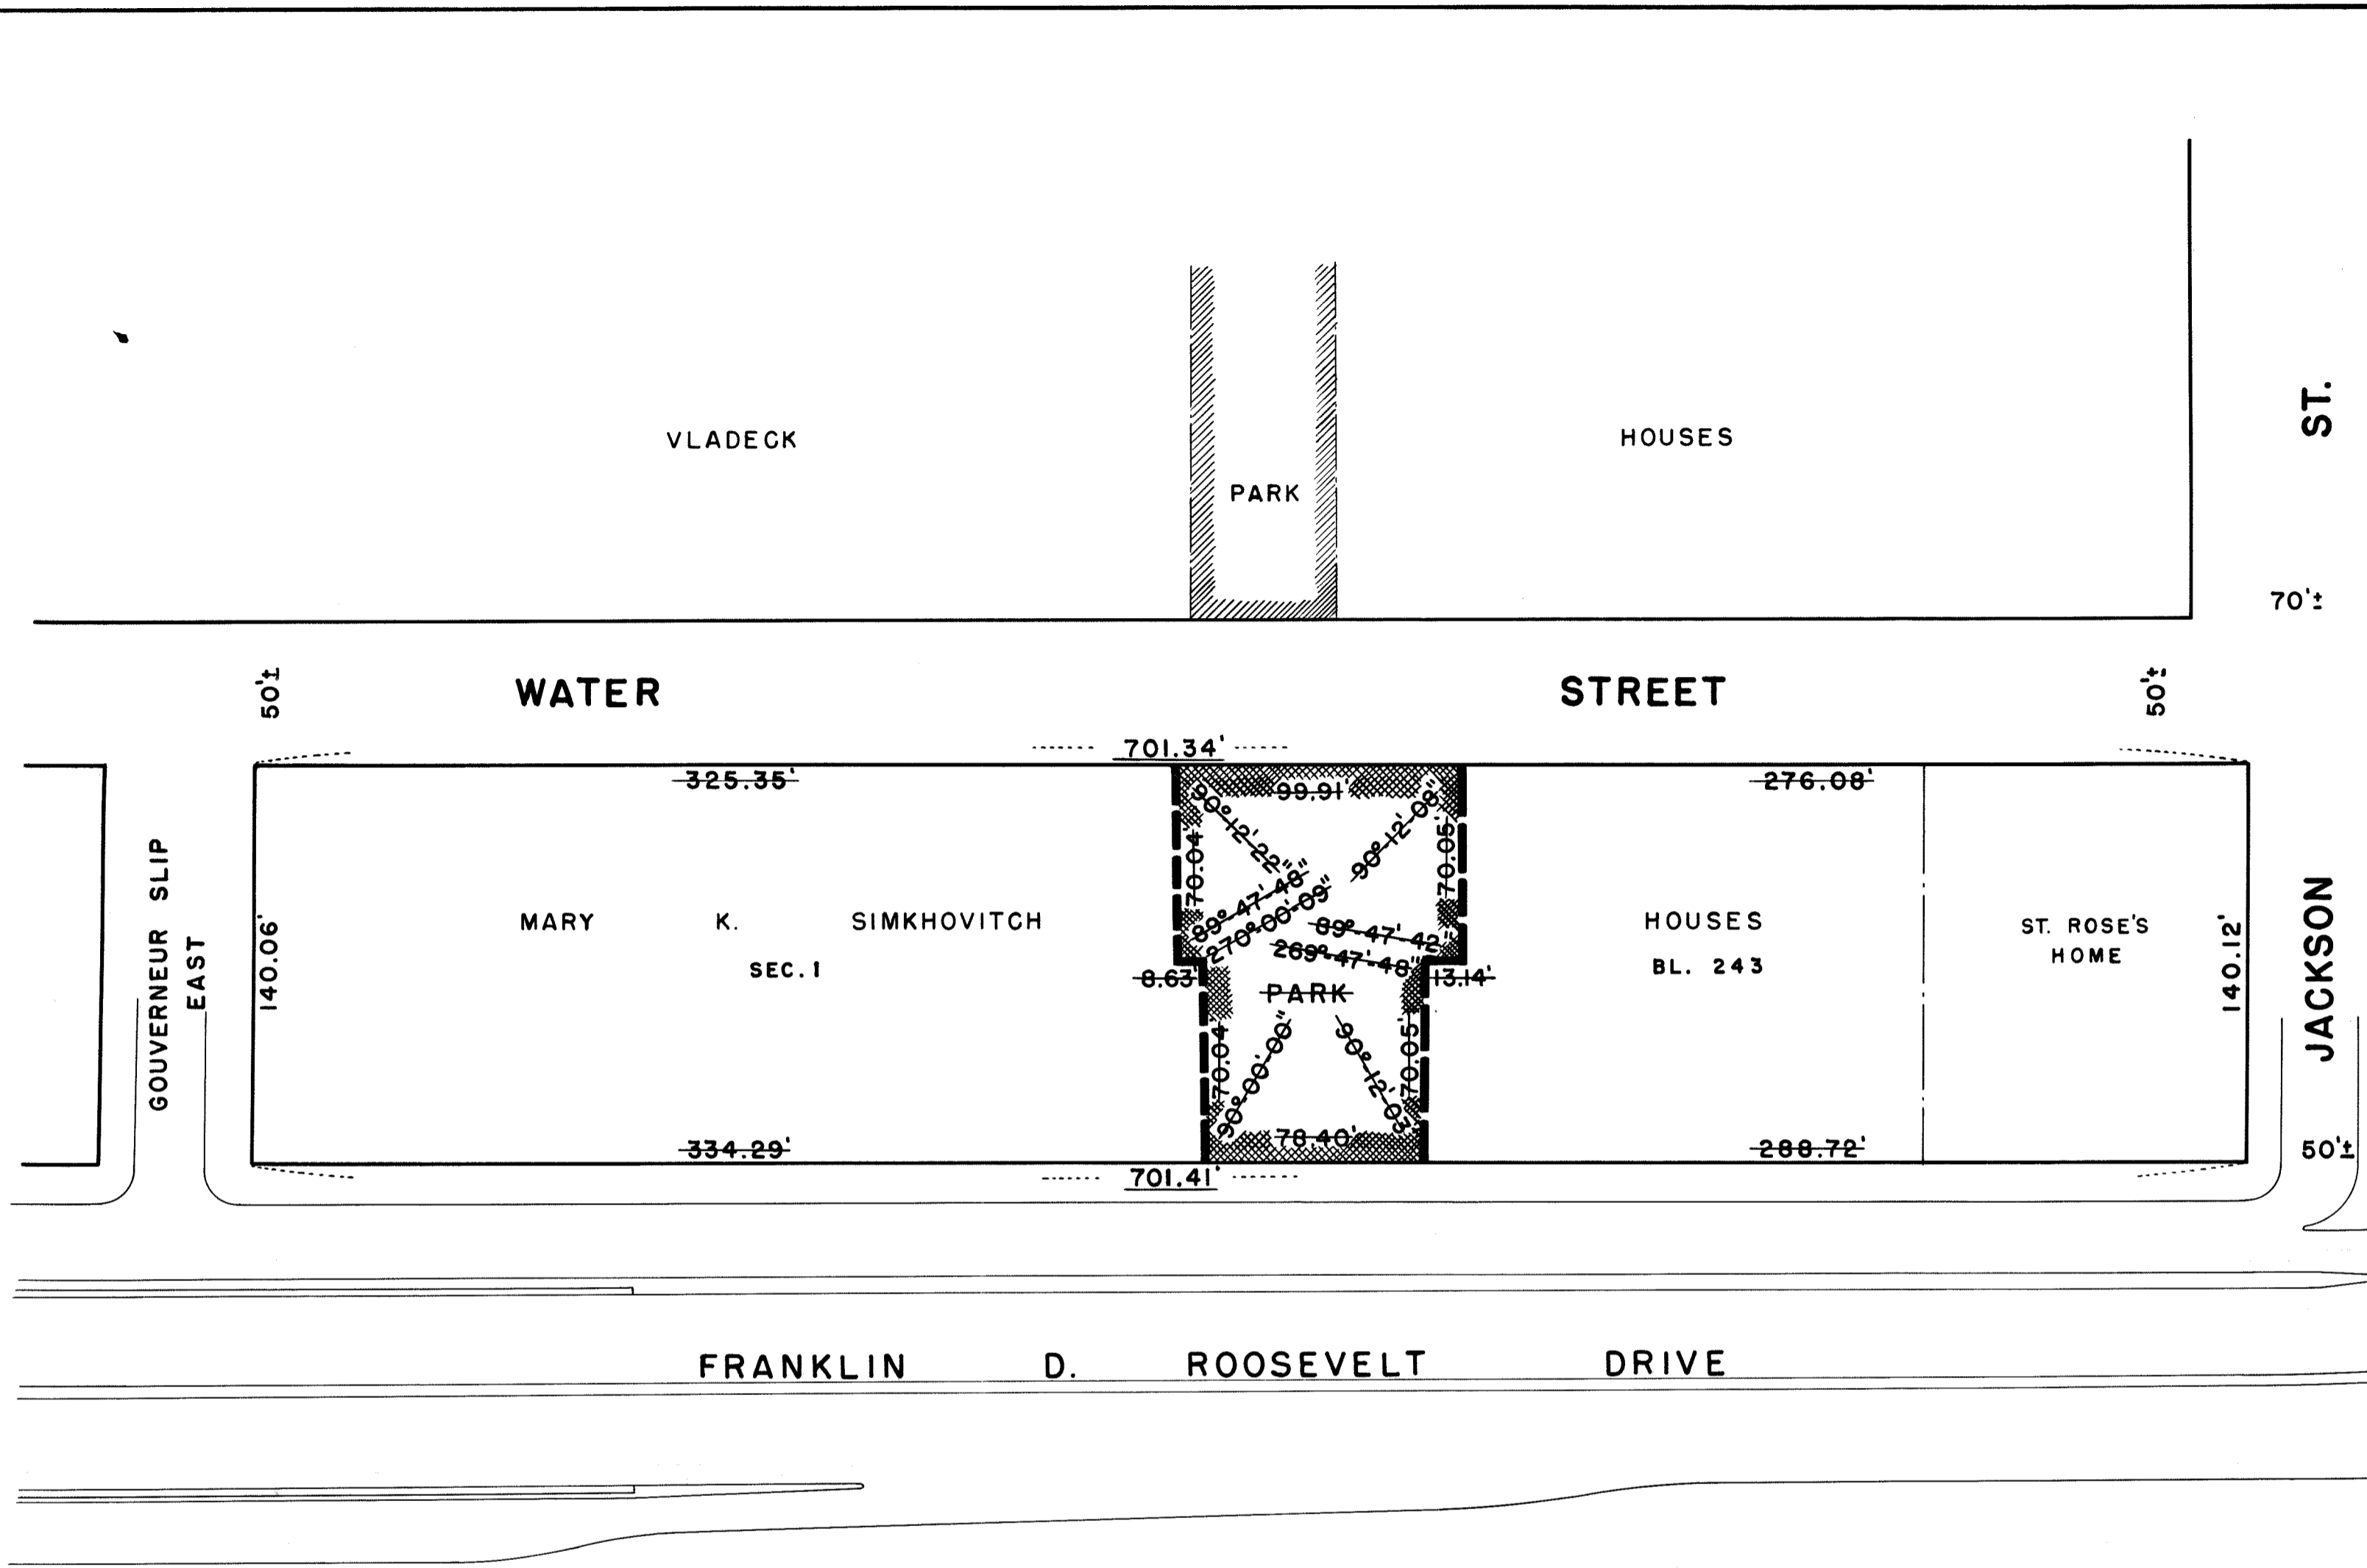 VLADECK
HOUSES
PARK
ST.
70'±
50'±
WATER
STREET
50'±
701.34'
325.35'
99.91'
276.08'
90°-12'-22"
90°-12'-08"
70.04'
70.05'
89°-47'-48"
270°-00'-09"
89°-47'-42"
269°-47'-48"
8.63'
13.14'
MARY K. SIMKHOVITCH
HOUSES
SEC. 1
BL. 243
ST. ROSE'S
HOME
GOUVERNEUR SLIP
EAST
140.06'
140.12'
JACKSON
PARK
70.04'
70.05'
90°-00'-00"
90°-12'-03"
334.29'
78.40'
288.72'
50'±
701.41'
FRANKLIN D. ROOSEVELT DRIVE